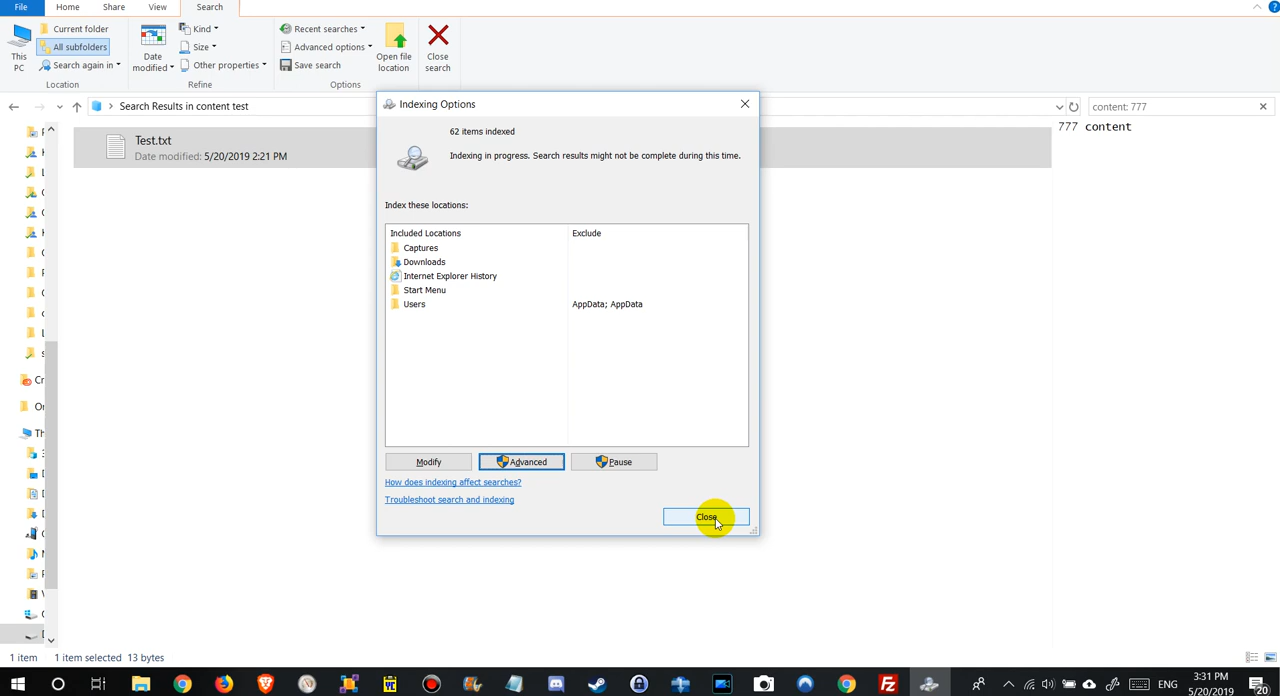 File Home Share View Search
Current folder
All subfolders
Search again in
This PC
Location
Date modified
Kind
Size
Other properties
Refine
Recent searches
Advanced options
Save search
Options
Open file location
Close search
Search Results in content test
content: 777
Test.txt
Date modified: 5/20/2019 2:21 PM
777 content
Indexing Options
62 items indexed
Indexing in progress. Search results might not be complete during this time.
Index these locations:
Included Locations Exclude
Captures
Downloads
Internet Explorer History
Start Menu
Users AppData; AppData
Modify Advanced Pause
How does indexing affect searches?
Troubleshoot search and indexing
Close
1 item 1 item selected 13 bytes
ENG
3:31 PM
5/20/2019